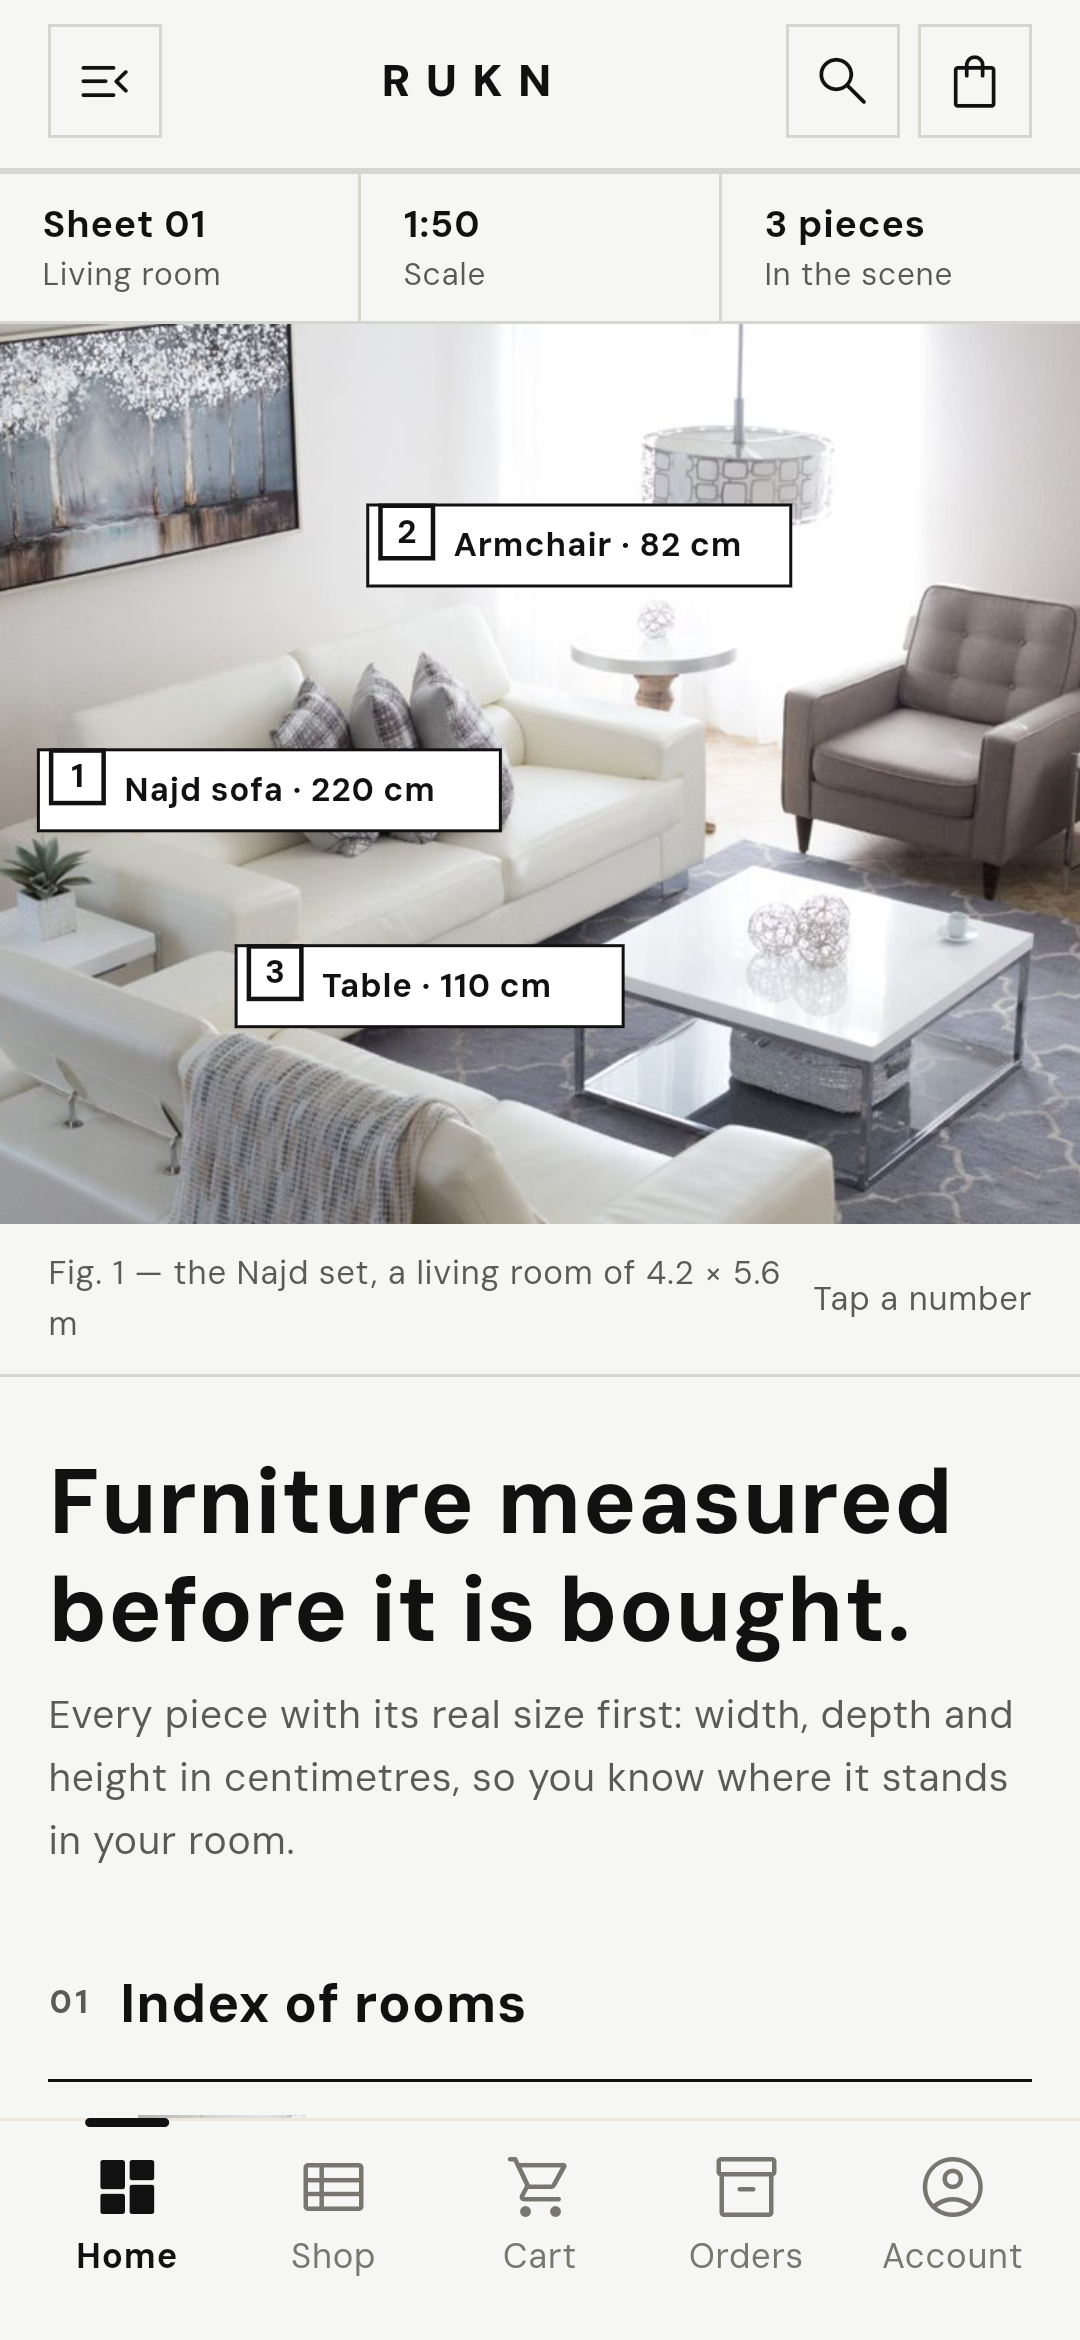 RUKN
Sheet 01
Living room
1:50
Scale
3 pieces
In the scene
2 Armchair · 82 cm
1 Najd sofa · 220 cm
3 Table · 110 cm
Fig. 1 — the Najd set, a living room of 4.2 × 5.6
m
Tap a number
Furniture measured
before it is bought.
Every piece with its real size first: width, depth and
height in centimetres, so you know where it stands
in your room.
01 Index of rooms
Home
Shop
Cart
Orders
Account